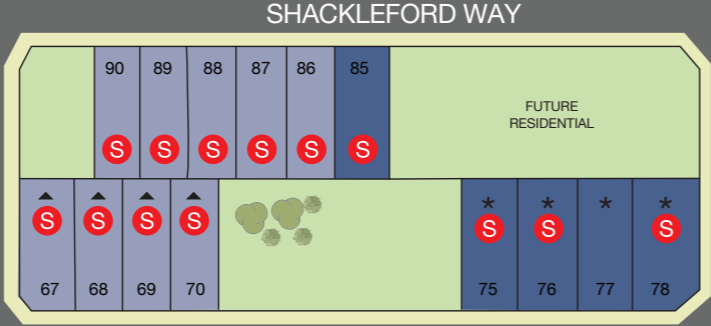 SHACKLEFORD WAY
90 89 88 87 86 85
FUTURE
RESIDENTIAL
S S S S S S
* * * *
S S S S S S S
67 68 69 70 75 76 77 78